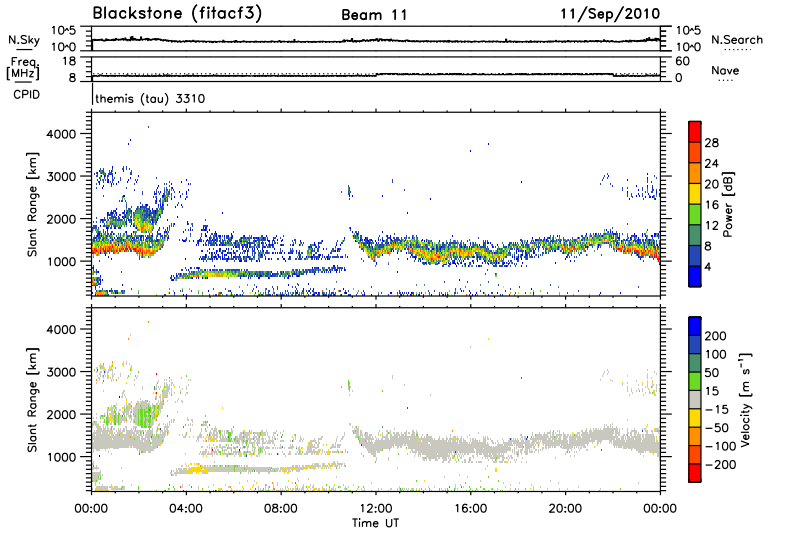 Blackstone (fitacf3) Beam 11 11/Sep/2010
N.Sky 10^5 10^0 10^5 10^0 N.Search
Freq. [MHz] 18 8 60 0 Nave
CPID themis (tau) 3310
Slant Range [km] 4000 3000 2000 1000
28 24 20 16 12 8 4 Power [dB]
Slant Range [km] 4000 3000 2000 1000
200 100 50 15 −15 −50 −100 −200 Velocity [m s⁻¹]
00:00 04:00 08:00 12:00 16:00 20:00 00:00
Time UT